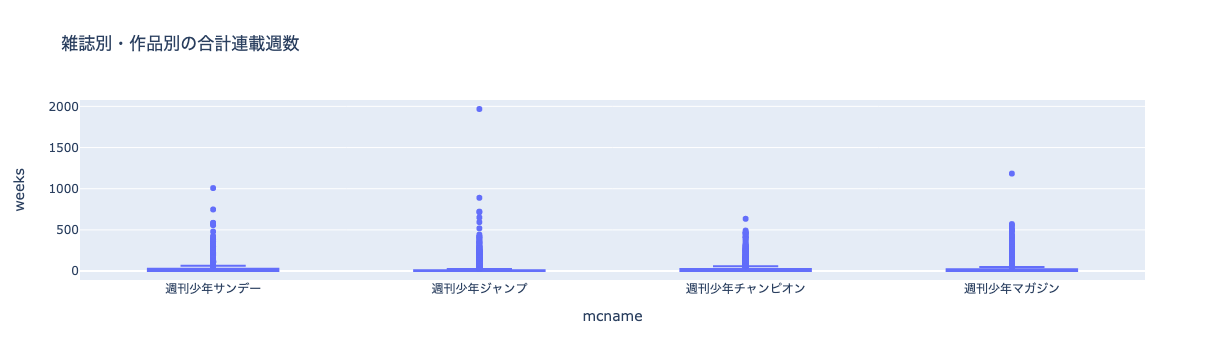 雑誌別・作品別の合計連載週数
2000
1500
1000
500
0
weeks
週刊少年サンデー 週刊少年ジャンプ 週刊少年チャンピオン 週刊少年マガジン
mcname